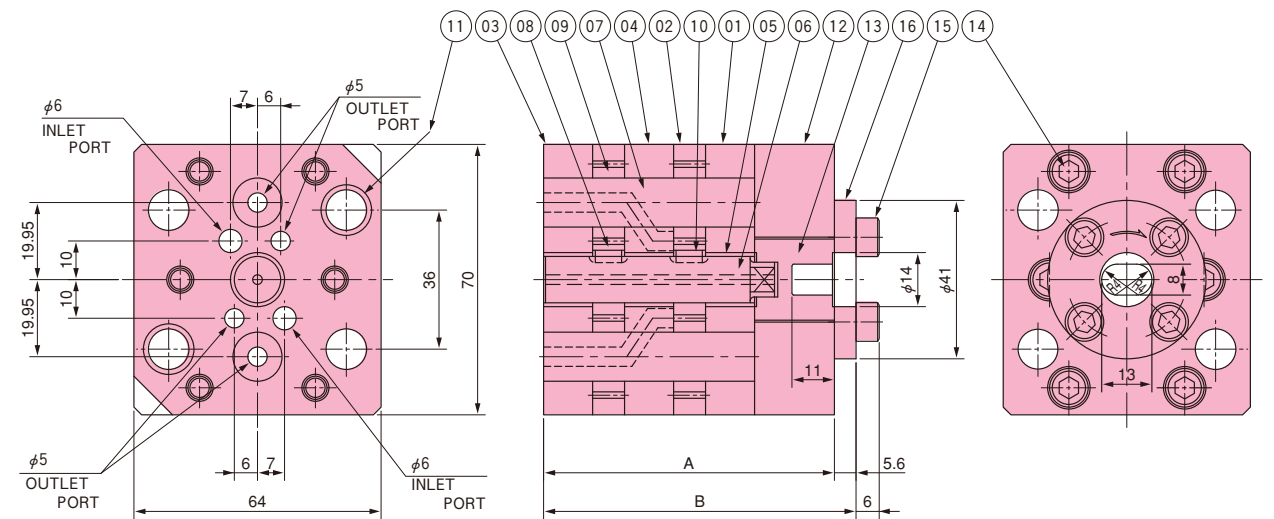 11 03 08 09 07 04 02 10 01 05 06 12 13 16 15 14
φ6
INLET
PORT
7
6
φ5
OUTLET
PORT
19.95
10
10
19.95
36
70
φ5
OUTLET
PORT
6
7
φ6
INLET
PORT
64
11
φ14
φ41
A
5.6
B
6
R4
R4
8
13